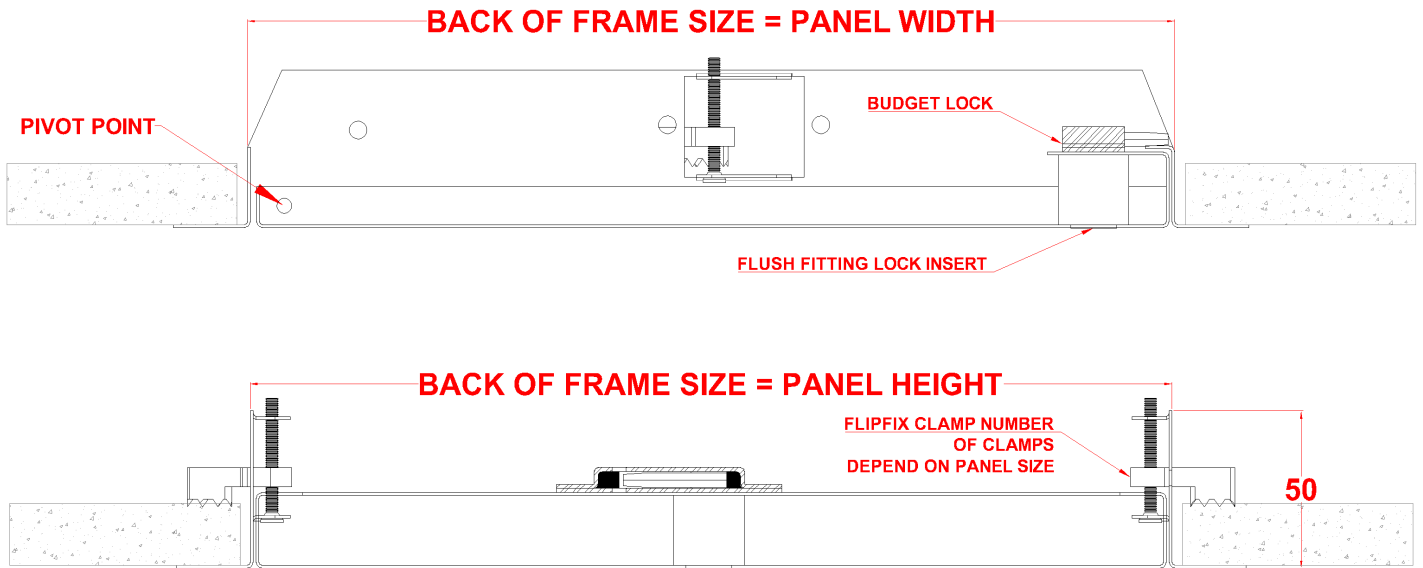 BACK OF FRAME SIZE = PANEL WIDTH
BUDGET LOCK
PIVOT POINT
FLUSH FITTING LOCK INSERT
BACK OF FRAME SIZE = PANEL HEIGHT
FLIPFIX CLAMP NUMBER
OF CLAMPS
DEPEND ON PANEL SIZE
50